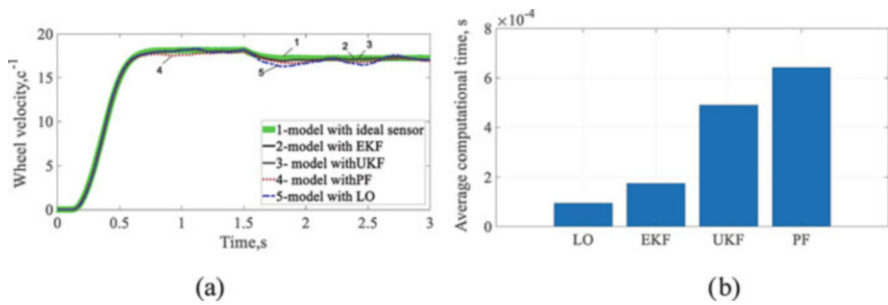 20
15
10
5
0
Wheel velocity,c⁻¹
1
2
3
4
5
1-model with ideal sensor
2-model with EKF
3- model withUKF
4- model withPF
5-model with LO
0 0.5 1 1.5 2 2.5 3
Time,s
(a)
×10⁻⁴
8
6
4
2
0
Average computational time, s
LO EKF UKF PF
(b)